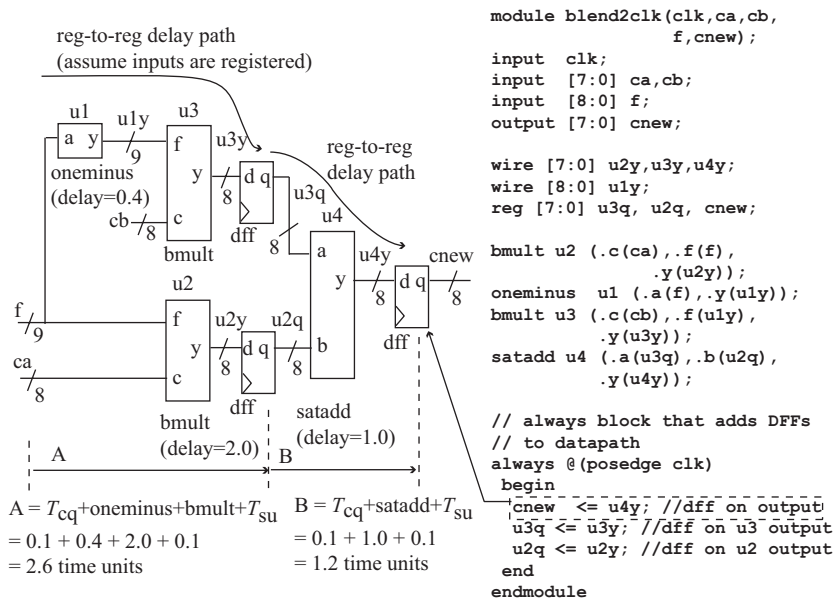 reg-to-reg delay path
(assume inputs are registered)
u1
u1y
u3
a y
9
f
u3y
reg-to-reg
delay path
oneminus
(delay=0.4)
y
8
d q
u3q
u4
cb
8
c
dff
8
bmult
a
u4y
cnew
u2
y
8
d q
8
f
9
f
u2y
u2q
dff
y
8
d q
8
b
ca
8
c
dff
bmult
(delay=2.0)
satadd
(delay=1.0)
A
B
A = Tcq+oneminus+bmult+Tsu
= 0.1 + 0.4 + 2.0 + 0.1
= 2.6 time units
B = Tcq+satadd+Tsu
= 0.1 + 1.0 + 0.1
= 1.2 time units
module blend2clk(clk,ca,cb,
f,cnew);
input clk;
input [7:0] ca,cb;
input [8:0] f;
output [7:0] cnew;
wire [7:0] u2y,u3y,u4y;
wire [8:0] u1y;
reg [7:0] u3q, u2q, cnew;
bmult u2 (.c(ca),.f(f),
.y(u2y));
oneminus u1 (.a(f),.y(u1y));
bmult u3 (.c(cb),.f(u1y),
.y(u3y));
satadd u4 (.a(u3q),.b(u2q),
.y(u4y));
// always block that adds DFFs
// to datapath
always @(posedge clk)
begin
cnew <= u4y; //dff on output
u3q <= u3y; //dff on u3 output
u2q <= u2y; //dff on u2 output
end
endmodule